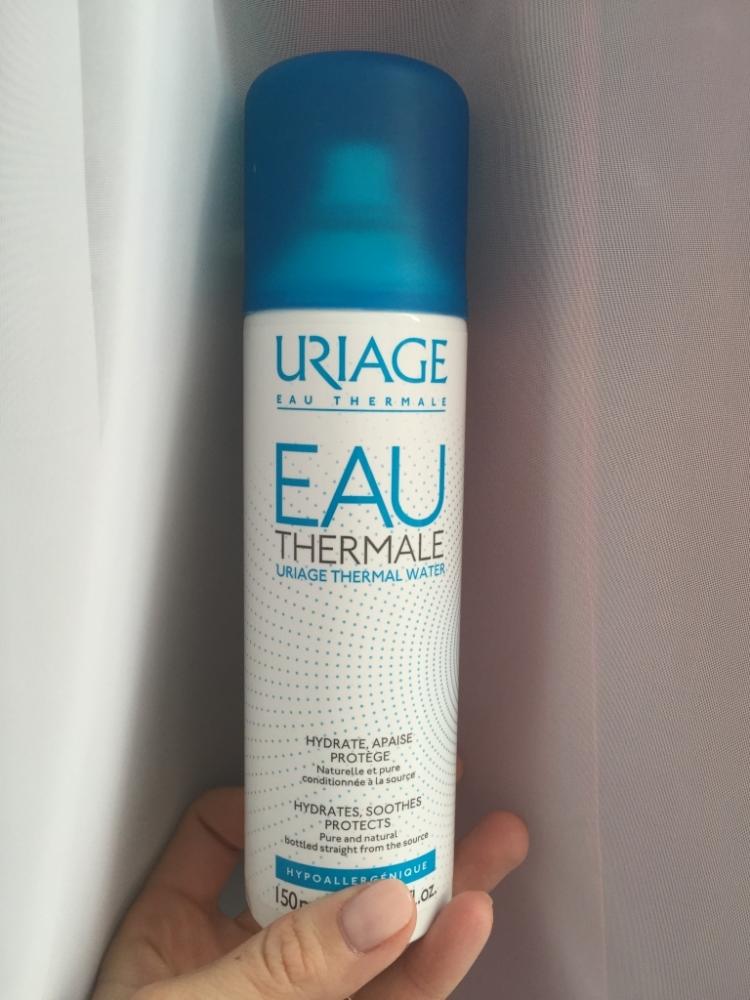 URIAGE
EAU THERMALE
EAU
THERMALE
URIAGE THERMAL WATER
HYDRATE, APAISE
PROTÈGE
Naturelle et pure
conditionnée à la source
HYDRATES, SOOTHES
PROTECTS
Pure and natural
bottled straight from the source
HYPOALLERGÉNIQUE